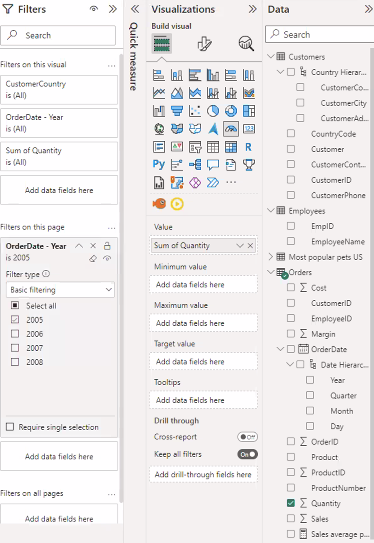 Filters
Search
Filters on this visual
CustomerCountry
is (All)
OrderDate - Year
is (All)
Sum of Quantity
is (All)
Add data fields here
Filters on this page
OrderDate - Year
is 2005
Filter type
Basic filtering
Select all
2005
2006
2007
2008
Require single selection
Add data fields here
Filters on all pages
Add data fields here
Quick measure
Visualizations
Build visual
123
R
Py
Value
Sum of Quantity
Minimum value
Add data fields here
Maximum value
Add data fields here
Target value
Add data fields here
Tooltips
Add data fields here
Drill through
Cross-report
Off
Keep all filters
On
Add drill-through fields here
Data
Search
Customers
Country Hierar...
CustomerCo...
CustomerCity
CustomerAd...
CountryCode
Customer
CustomerCont...
CustomerID
CustomerPhone
Employees
EmpID
EmployeeName
Most popular pets US
Orders
Cost
CustomerID
EmployeeID
Margin
OrderDate
Date Hierarc...
Year
Quarter
Month
Day
OrderID
Product
ProductID
ProductNumber
Quantity
Sales
Sales average p...